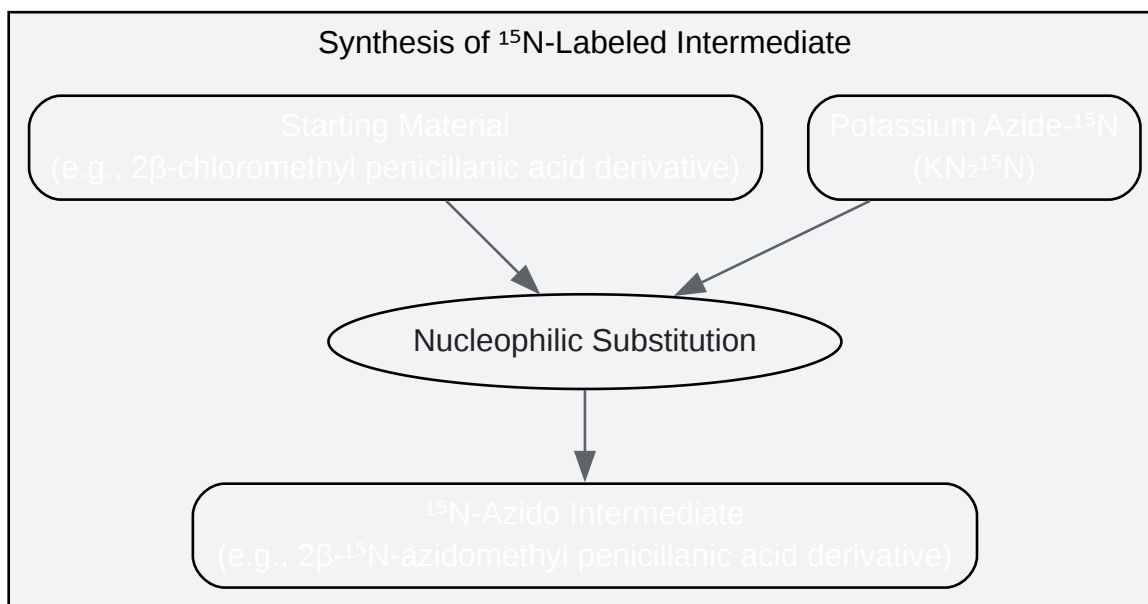 Synthesis of ¹⁵N-Labeled Intermediate
Starting Material
(e.g., 2β-chloromethyl penicillanic acid derivative)
Potassium Azide-¹⁵N
(KN₂¹⁵N)
Nucleophilic Substitution
¹⁵N-Azido Intermediate
(e.g., 2β-¹⁵N-azidomethyl penicillanic acid derivative)